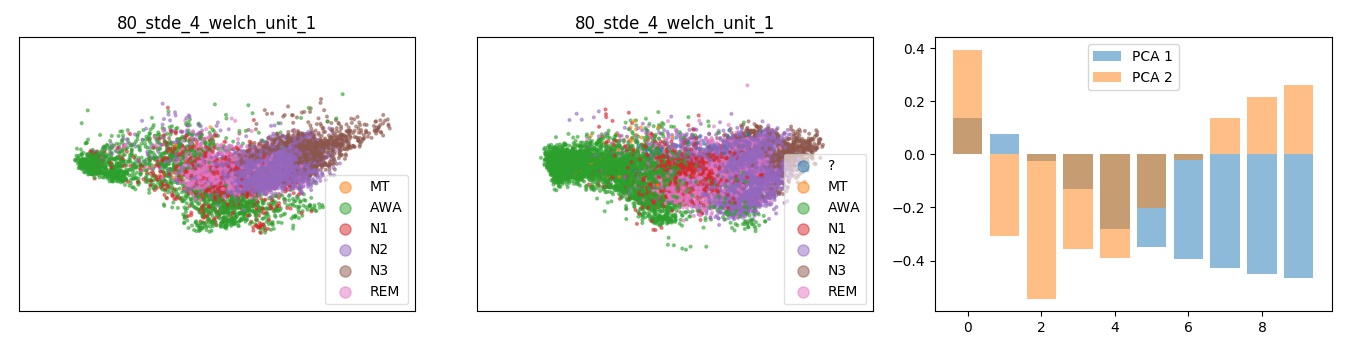 80_stde_4_welch_unit_1
MT
AWA
N1
N2
N3
REM
80_stde_4_welch_unit_1
?
MT
AWA
N1
N2
N3
REM
PCA 1
PCA 2
0.4
0.2
0.0
−0.2
−0.4
0 2 4 6 8